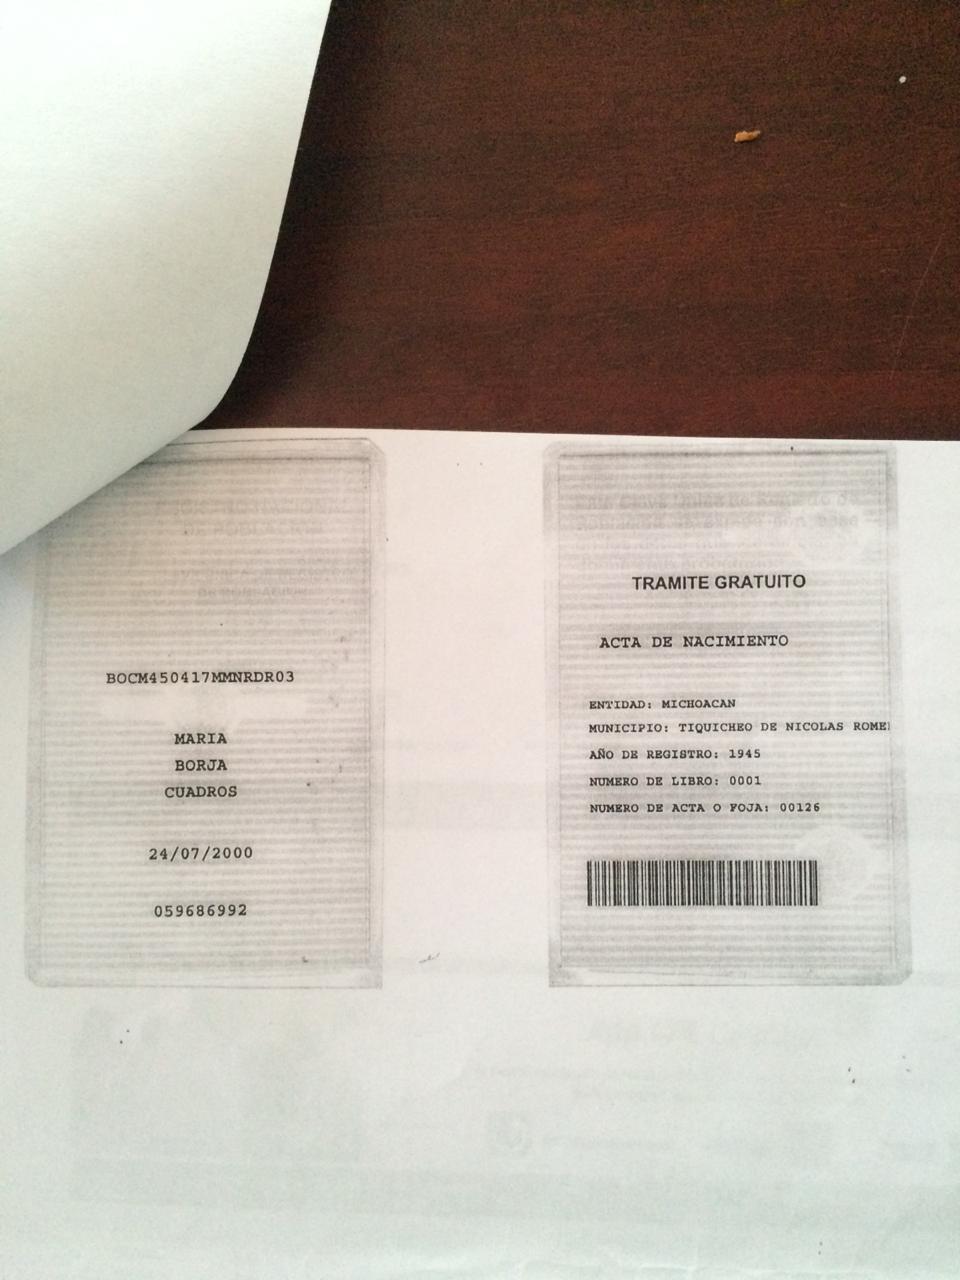 BOCM450417MMNRDR03
MARIA
BORJA
CUADROS
24/07/2000
059686992
TRAMITE GRATUITO
ACTA DE NACIMIENTO
ENTIDAD: MICHOACAN
MUNICIPIO: TIQUICHEO DE NICOLAS ROME
AÑO DE REGISTRO: 1945
NUMERO DE LIBRO: 0001
NUMERO DE ACTA O FOJA: 00126